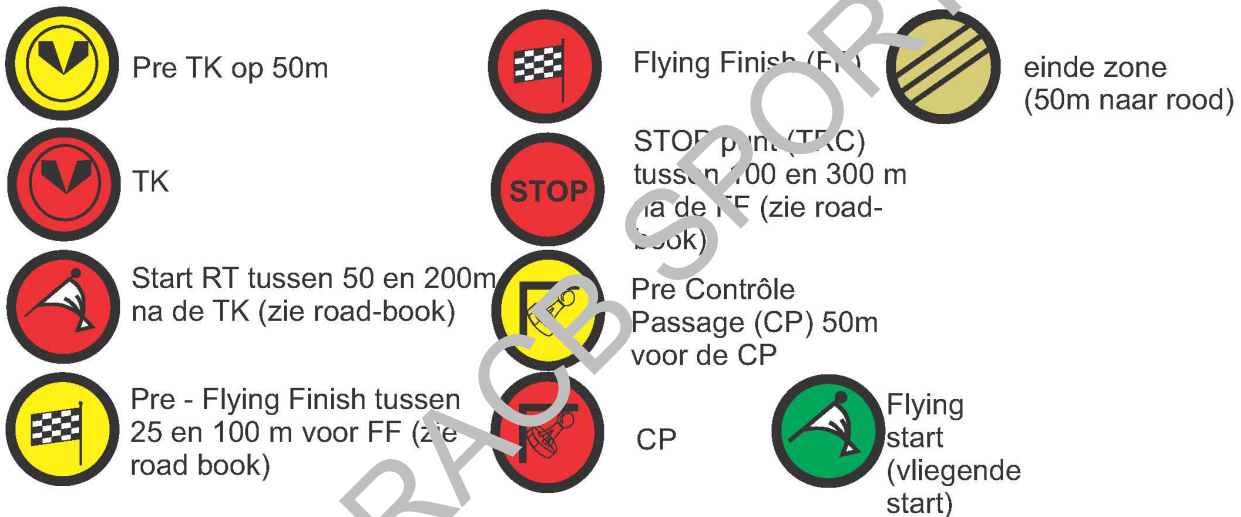 Pre TK op 50m
TK
Start RT tussen 50 en 200m
na de TK (zie road-book)
Pre - Flying Finish tussen
25 en 100 m voor FF (zie
road book)
Flying Finish (FF)
STOP
STOP punt (TRC)
tussen 100 en 300 m
na de FF (zie road-
book)
Pre Contrôle
Passage (CP) 50m
voor de CP
CP
einde zone
(50m naar rood)
Flying
start
(vliegende
start)
RACB SPORT